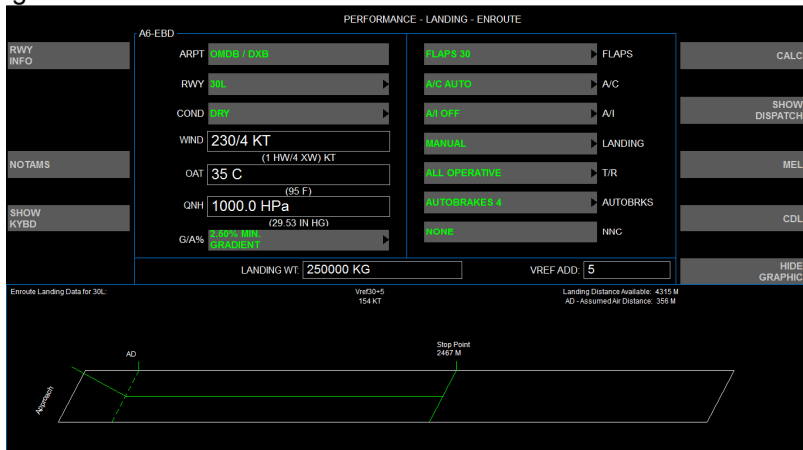 PERFORMANCE - LANDING - ENROUTE
A6-EBD
RWY
INFO
NOTAMS
SHOW
KYBD
ARPT OMDB / DXB
RWY 30L
COND DRY
WIND 230/4 KT
(1 HW/4 XW) KT
OAT 35 C
(95 F)
QNH 1000.0 HPa
(29.53 IN HG)
G/A% 2.50% MIN.
GRADIENT
FLAPS 30 FLAPS
A/C AUTO A/C
A/I OFF A/I
MANUAL LANDING
ALL OPERATIVE T/R
AUTOBRAKES 4 AUTOBRKS
NONE NNC
CALC
SHOW
DISPATCH
MEL
CDL
HIDE
GRAPHIC
LANDING WT: 250000 KG VREF ADD: 5
Enroute Landing Data for 30L:
Vref30+5
154 KT
Landing Distance Available: 4315 M
AD - Assumed Air Distance: 356 M
AD
Stop Point
2467 M
Approach